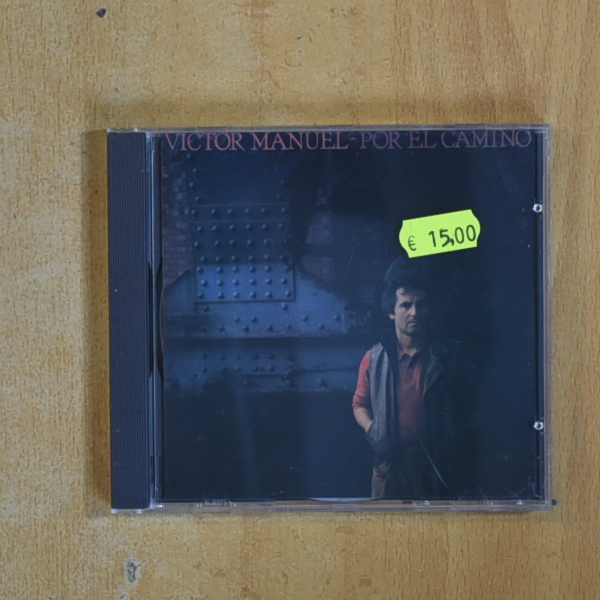 VICTOR MANUEL - POR EL CAMINO
€ 15,00